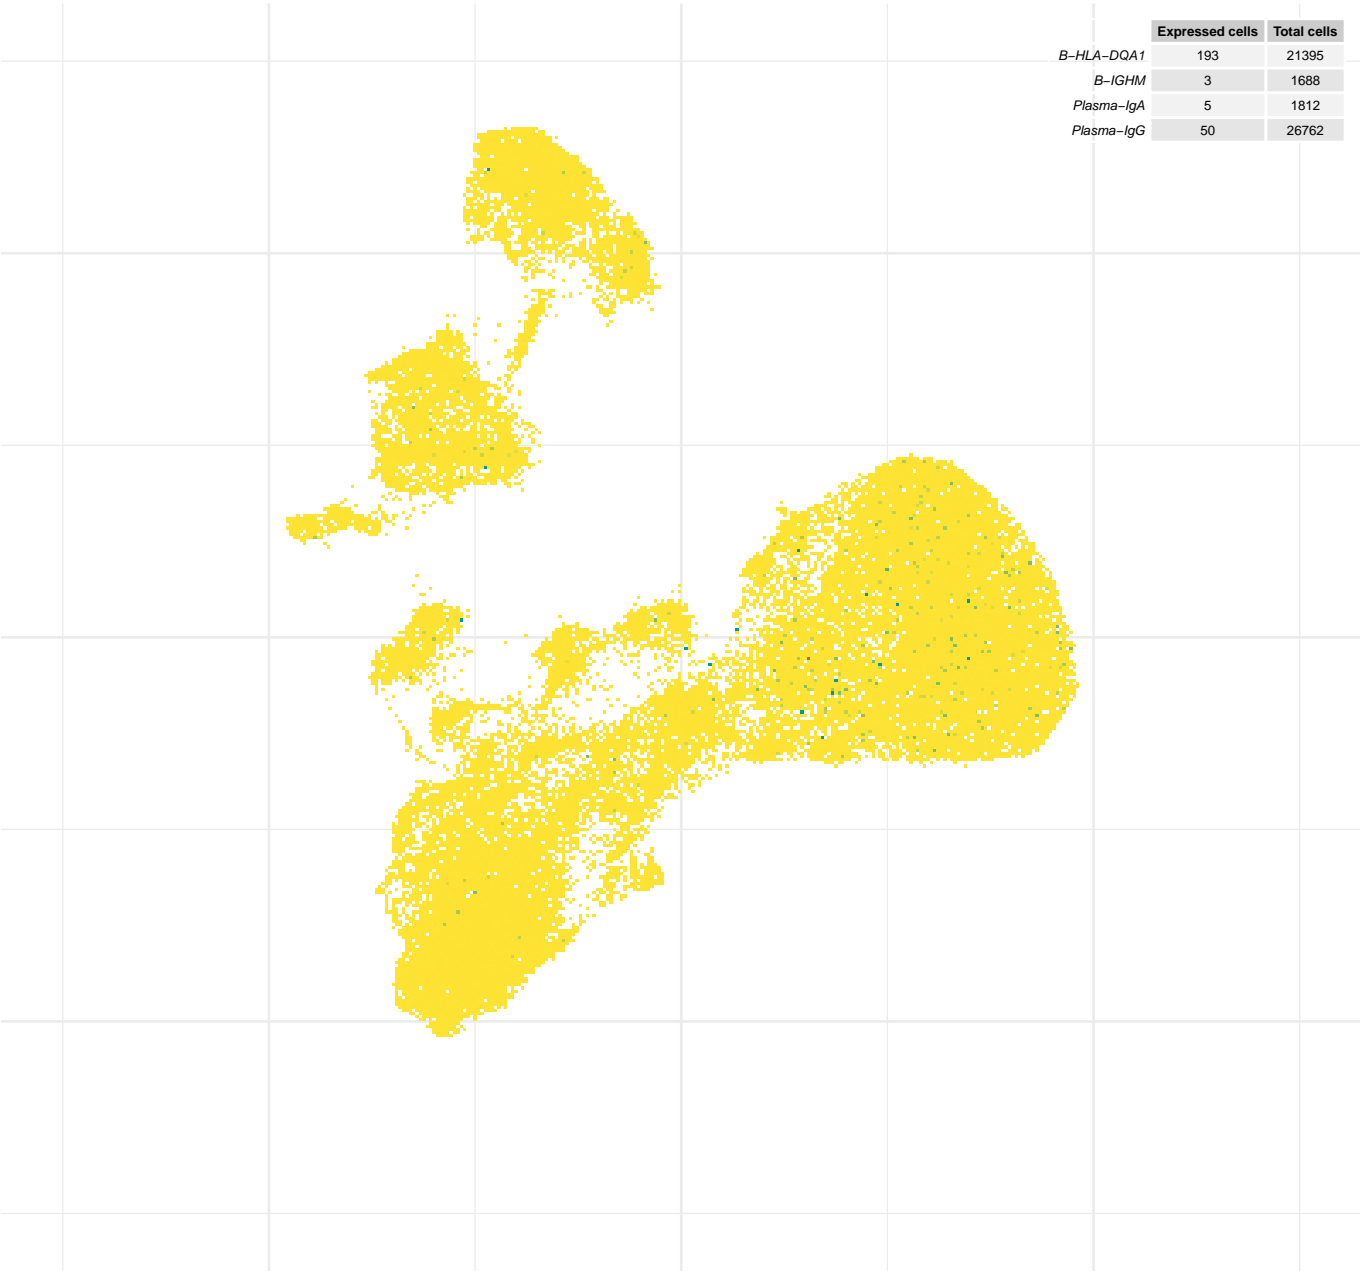 Expressed cells Total cells
B−HLA−DQA1 193 21395
B−IGHM 3 1688
Plasma−IgA 5 1812
Plasma−IgG 50 26762